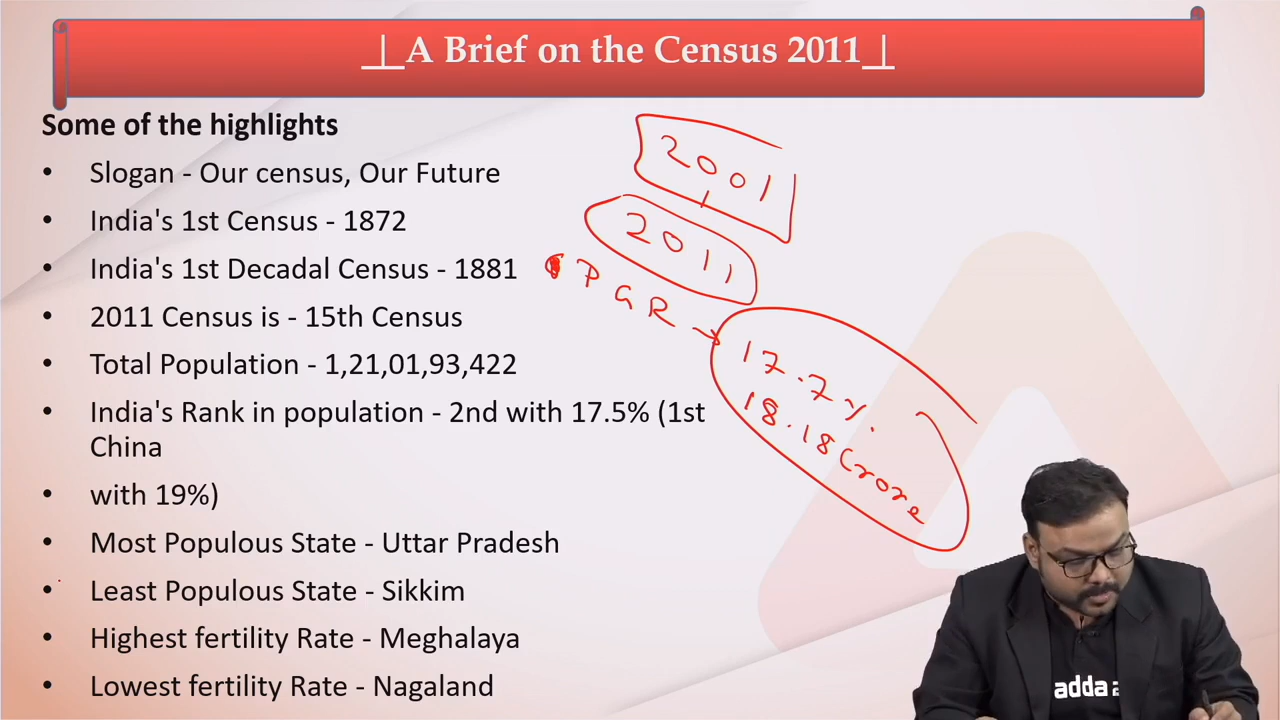 |_A Brief on the Census 2011_|
Some of the highlights
• Slogan - Our census, Our Future
• India's 1st Census - 1872
• India's 1st Decadal Census - 1881
• 2011 Census is - 15th Census
• Total Population - 1,21,01,93,422
• India's Rank in population - 2nd with 17.5% (1st
China
• with 19%)
• Most Populous State - Uttar Pradesh
• Least Populous State - Sikkim
• Highest fertility Rate - Meghalaya
• Lowest fertility Rate - Nagaland
2001
2011
PGR →
17.7%.
18.18 Crore
adda